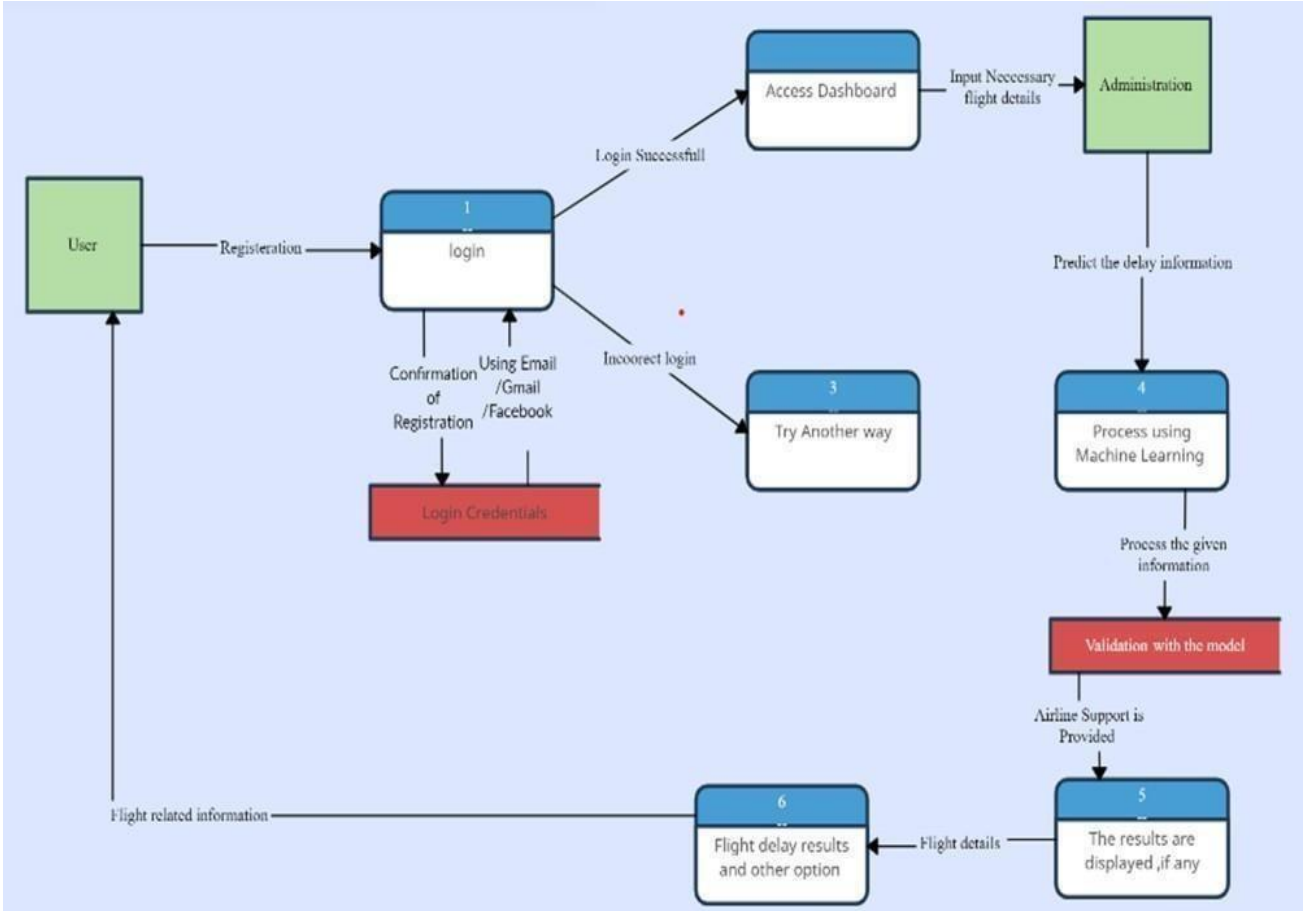 Access Dashboard
Input Neccessary
flight details
Administration
Login Successfull
User
Registeration
1
--
login
Predict the delay information
Incoorect login
Confirmation
of
Registration
Using Email
/Gmail
/Facebook
3
--
Try Another way
4
--
Process using
Machine Learning
Login Credentials
Process the given
information
Validation with the model
Airline Support is
Provided
5
--
The results are
displayed ,if any
Flight details
6
--
Flight delay results
and other option
Flight related information